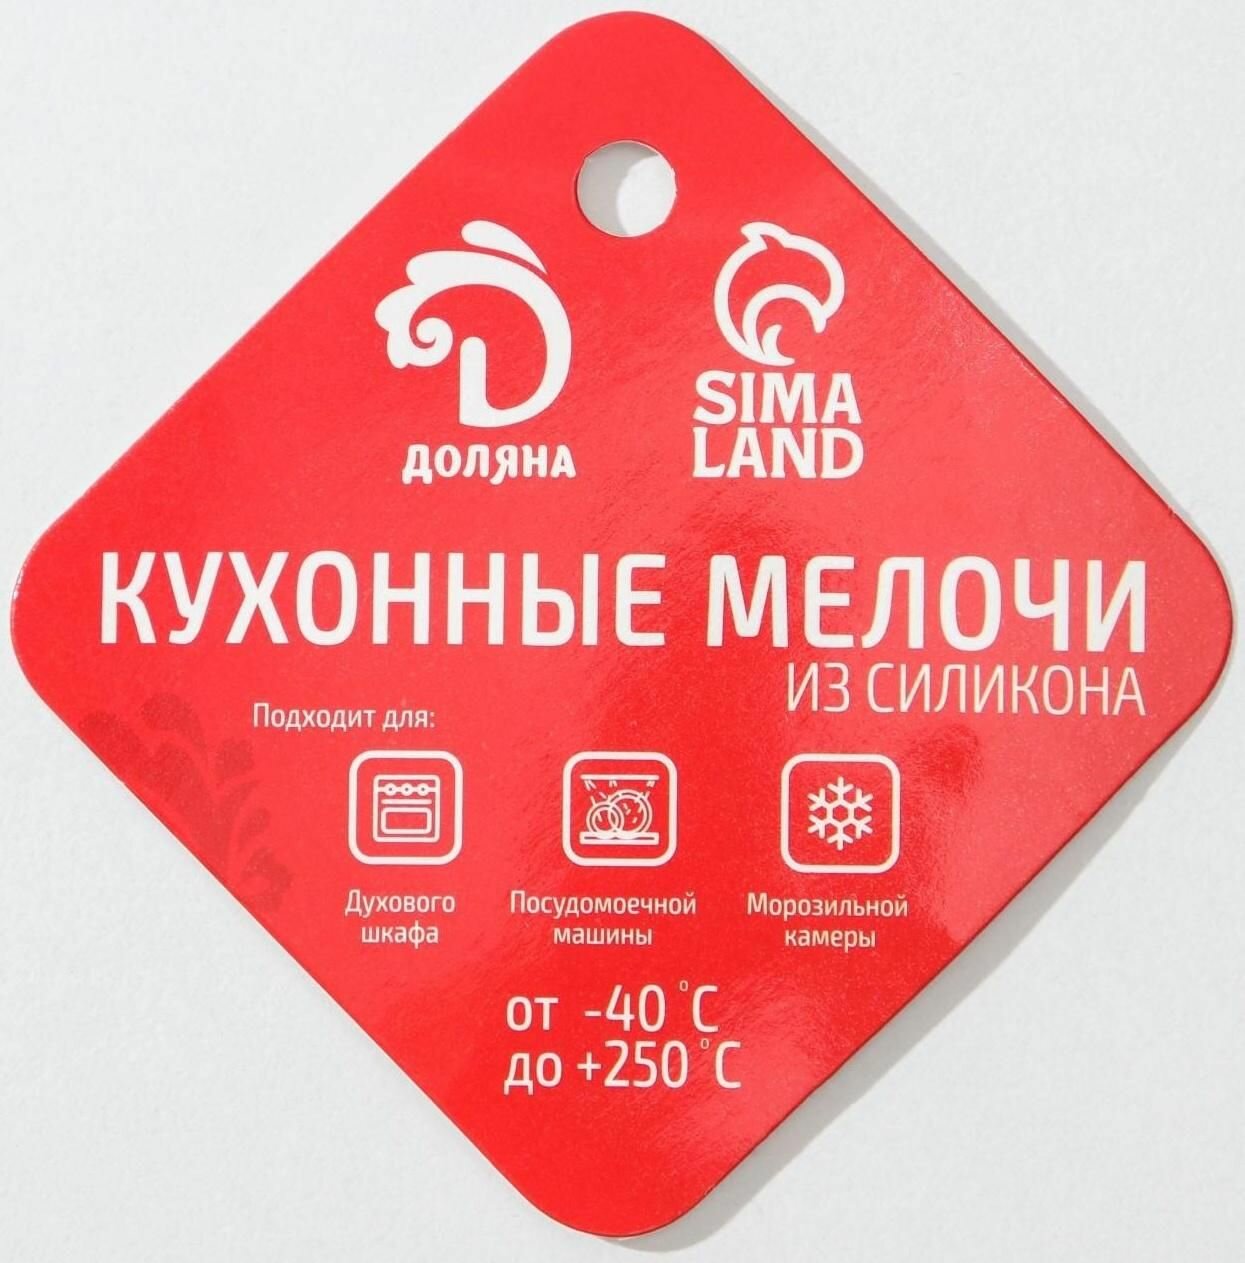 ДОЛЯНА
SIMA
LAND
КУХОННЫЕ МЕЛОЧИ
ИЗ СИЛИКОНА
Подходит для:
Духового
шкафа
Посудомоечной
машины
Морозильной
камеры
от -40 °C
до +250 °C